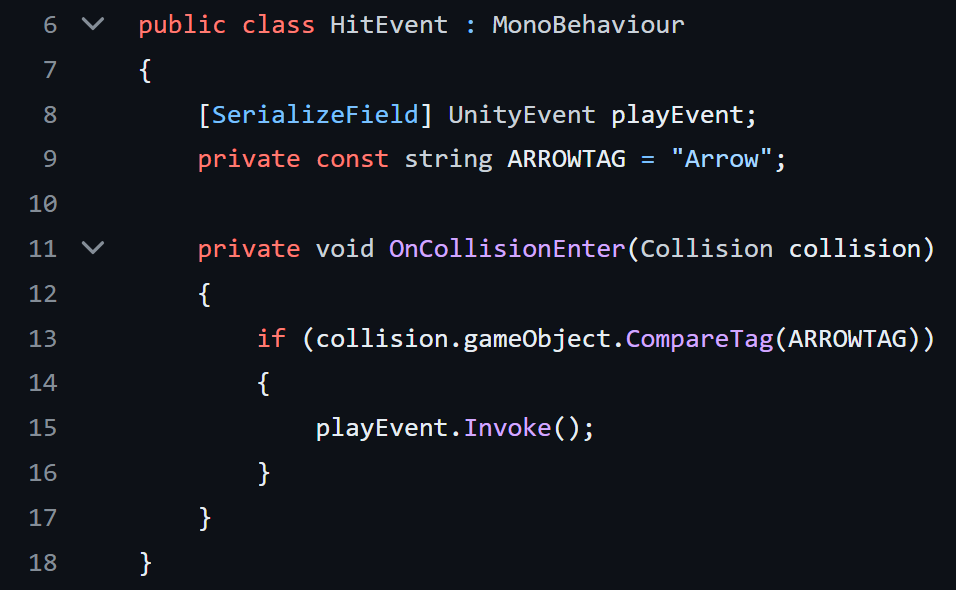 6 public class HitEvent : MonoBehaviour
7 {
8     [SerializeField] UnityEvent playEvent;
9     private const string ARROWTAG = "Arrow";
10
11     private void OnCollisionEnter(Collision collision)
12     {
13         if (collision.gameObject.CompareTag(ARROWTAG))
14         {
15             playEvent.Invoke();
16         }
17     }
18 }